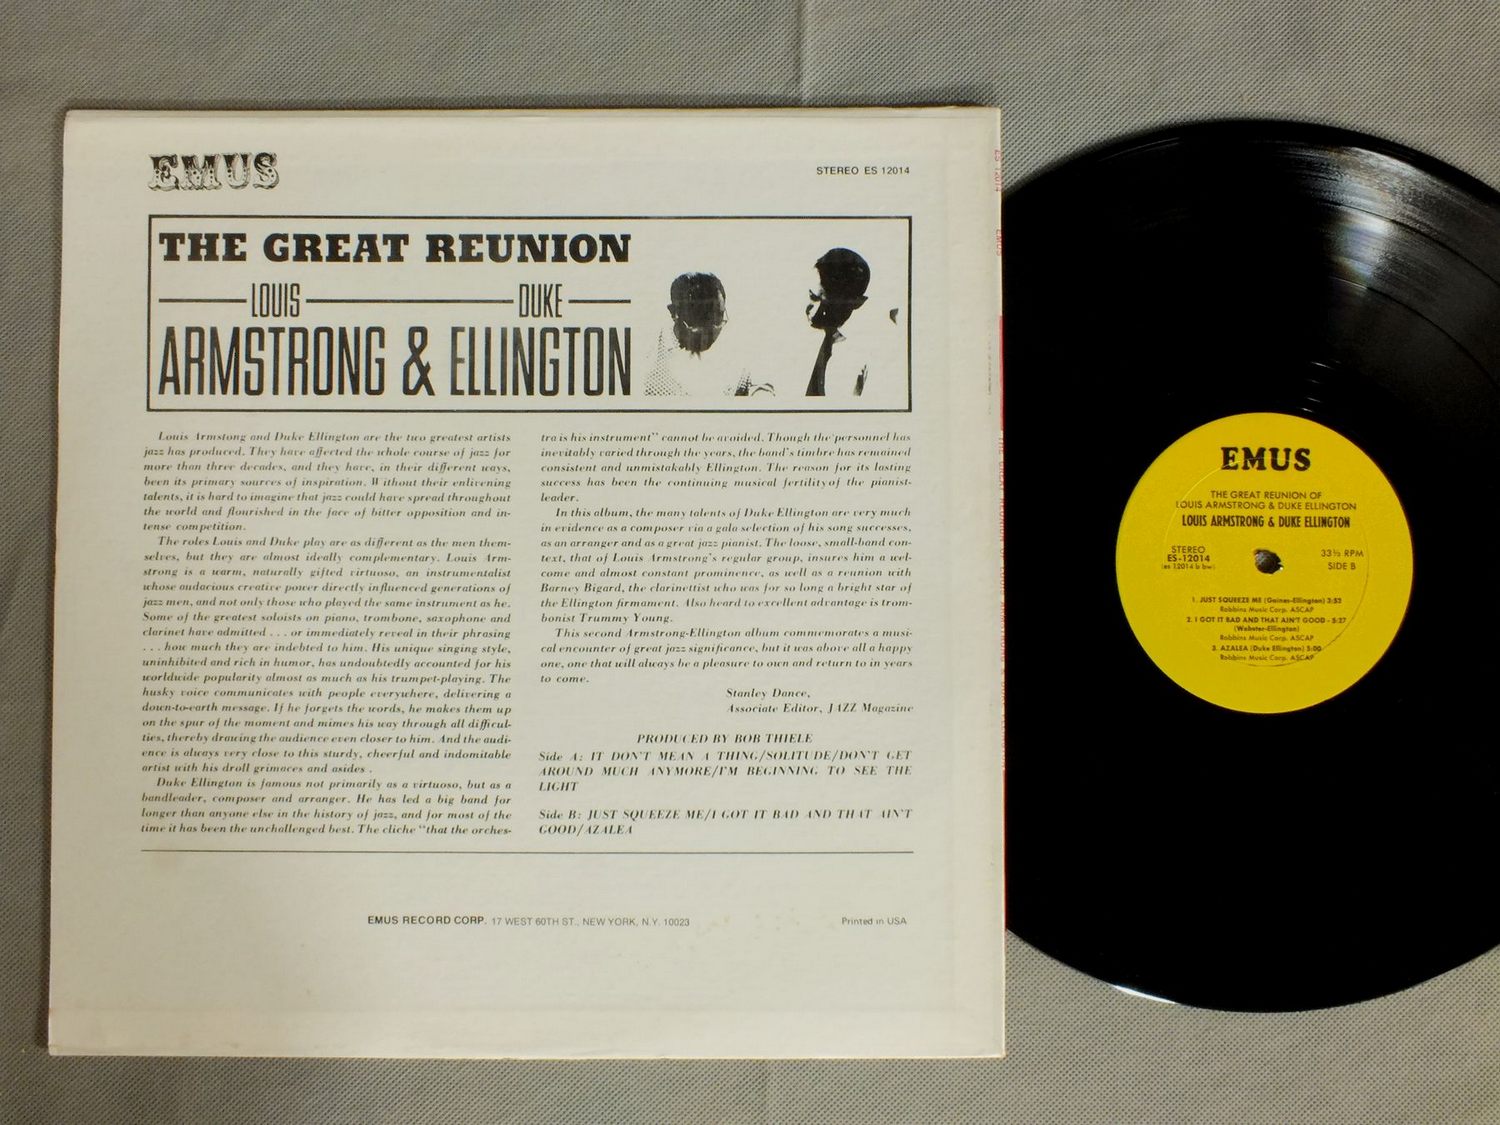 EMUS
STEREO ES 12014
THE GREAT REUNION
LOUIS DUKE
ARMSTRONG & ELLINGTON
Louis Armstong and Duke Ellington are the two greatest artists
jazz has produced. They have affected the whole course of jazz for
more than three decades, and they have, in their different ways,
been its primary sources of inspiration. Without their enlivening
talents, it is hard to imagine that jazz could have spread throughout
the world and flourished in the face of bitter opposition and in-
tense competition.
The roles Louis and Duke play are as different as the men them-
selves, but they are almost ideally complementary. Louis Arm-
strong is a warm, naturally gifted virtuoso, an instrumentalist
whose audacious creative power directly influenced generations of
jazz men, and not only those who played the same instrument as he.
Some of the greatest soloists on piano, trombone, saxophone and
clarinet have admitted . . . or immediately reveal in their phrasing
. . . how much they are indebted to him. His unique singing style,
uninhibited and rich in humor, has undoubtedly accounted for his
worldwide popularity almost as much as his trumpet-playing. The
husky voice communicates with people everywhere, delivering a
down-to-earth message. If he forgets the words, he makes them up
on the spur of the moment and mimes his way through all difficul-
ties, thereby drawing the audience even closer to him. And the audi-
ence is always very close to this sturdy, cheerful and indomitable
artist with his droll grimaces and asides .
Duke Ellington is famous not primarily as a virtuoso, but as a
bandleader, composer and arranger. He has led a big band for
longer than anyone else in the history of jazz, and for most of the
time it has been the unchallenged best. The cliche "that the orches-
tra is his instrument" cannot be avoided. Though the personnel has
inevitably varied through the years, the band's timbre has remained
consistent and unmistakably Ellington. The reason for its lasting
success has been the continuing musical fertility of the pianist-
leader.
In this album, the many talents of Duke Ellington are very much
in evidence as a composer via a gala selection of his song successes,
as an arranger and as a great jazz pianist. The loose, small-band con-
text, that of Louis Armstrong's regular group, insures him a wel-
come and almost constant prominence, as well as a reunion with
Barney Bigard, the clarinettist who was for so long a bright star of
the Ellington firmament. Also heard to excellent advantage is trom-
bonist Trummy Young.
This second Armstrong-Ellington album commemorates a musi-
cal encounter of great jazz significance, but it was above all a happy
one, one that will always be a pleasure to own and return to in years
to come.
Stanley Dance,
Associate Editor, JAZZ Magazine
PRODUCED BY BOB THIELE
Side A: IT DON'T MEAN A THING/SOLITUDE/DON'T GET
AROUND MUCH ANYMORE/I'M BEGINNING TO SEE THE
LIGHT
Side B: JUST SQUEEZE ME/I GOT IT BAD AND THAT AIN'T
GOOD/AZALEA
EMUS RECORD CORP. 17 WEST 60TH ST., NEW YORK, N.Y. 10023
Printed in USA
ES 12014 EMUS
EMUS
THE GREAT REUNION OF
LOUIS ARMSTRONG & DUKE ELLINGTON
LOUIS ARMSTRONG & DUKE ELLINGTON
STEREO
ES-12014
(es 12014 b bw)
33⅓ RPM
SIDE B
1. JUST SQUEEZE ME (Gaines-Ellington) 3:53
Robbins Music Corp. ASCAP
2. I GOT IT BAD AND THAT AIN'T GOOD - 5:27
(Webster-Ellington)
Robbins Music Corp. ASCAP
3. AZALEA (Duke Ellington) 5:00
Robbins Music Corp. ASCAP